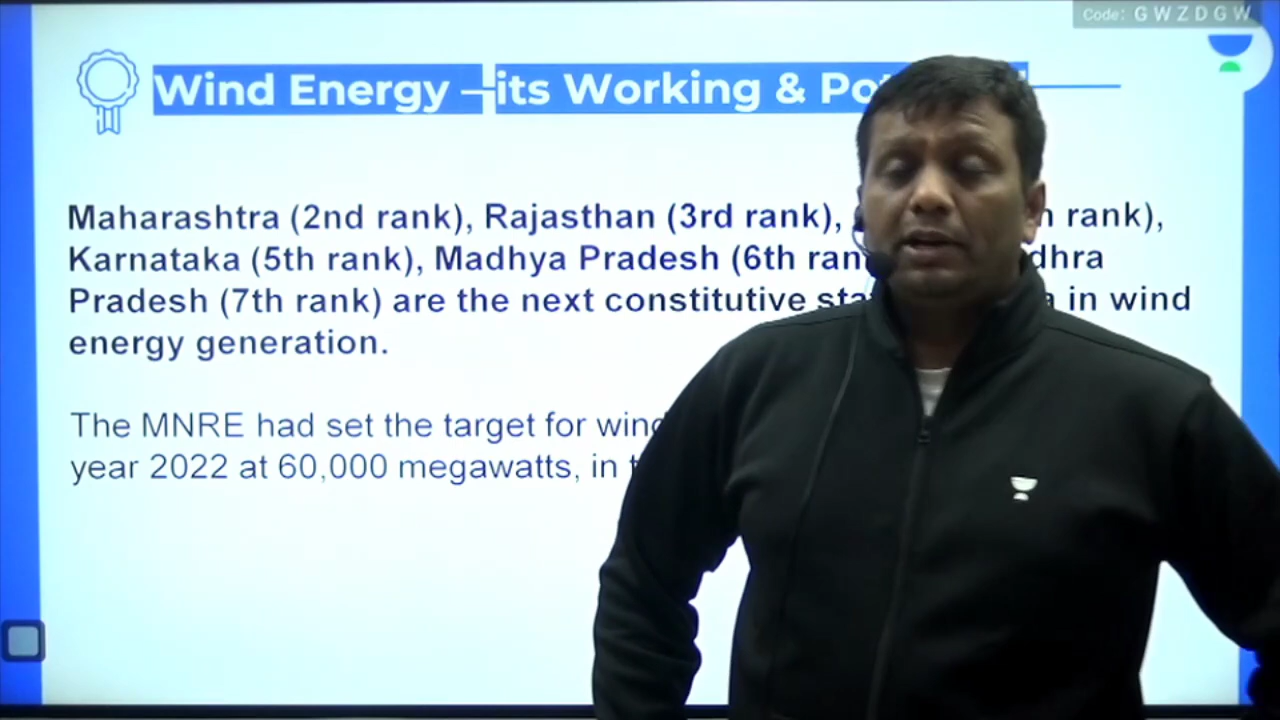 Code: G W Z D G W
Wind Energy – its Working & Po
Maharashtra (2nd rank), Rajasthan (3rd rank), rank),
Karnataka (5th rank), Madhya Pradesh (6th ran dhra
Pradesh (7th rank) are the next constitutive sta in wind
energy generation.
The MNRE had set the target for wind
year 2022 at 60,000 megawatts, in